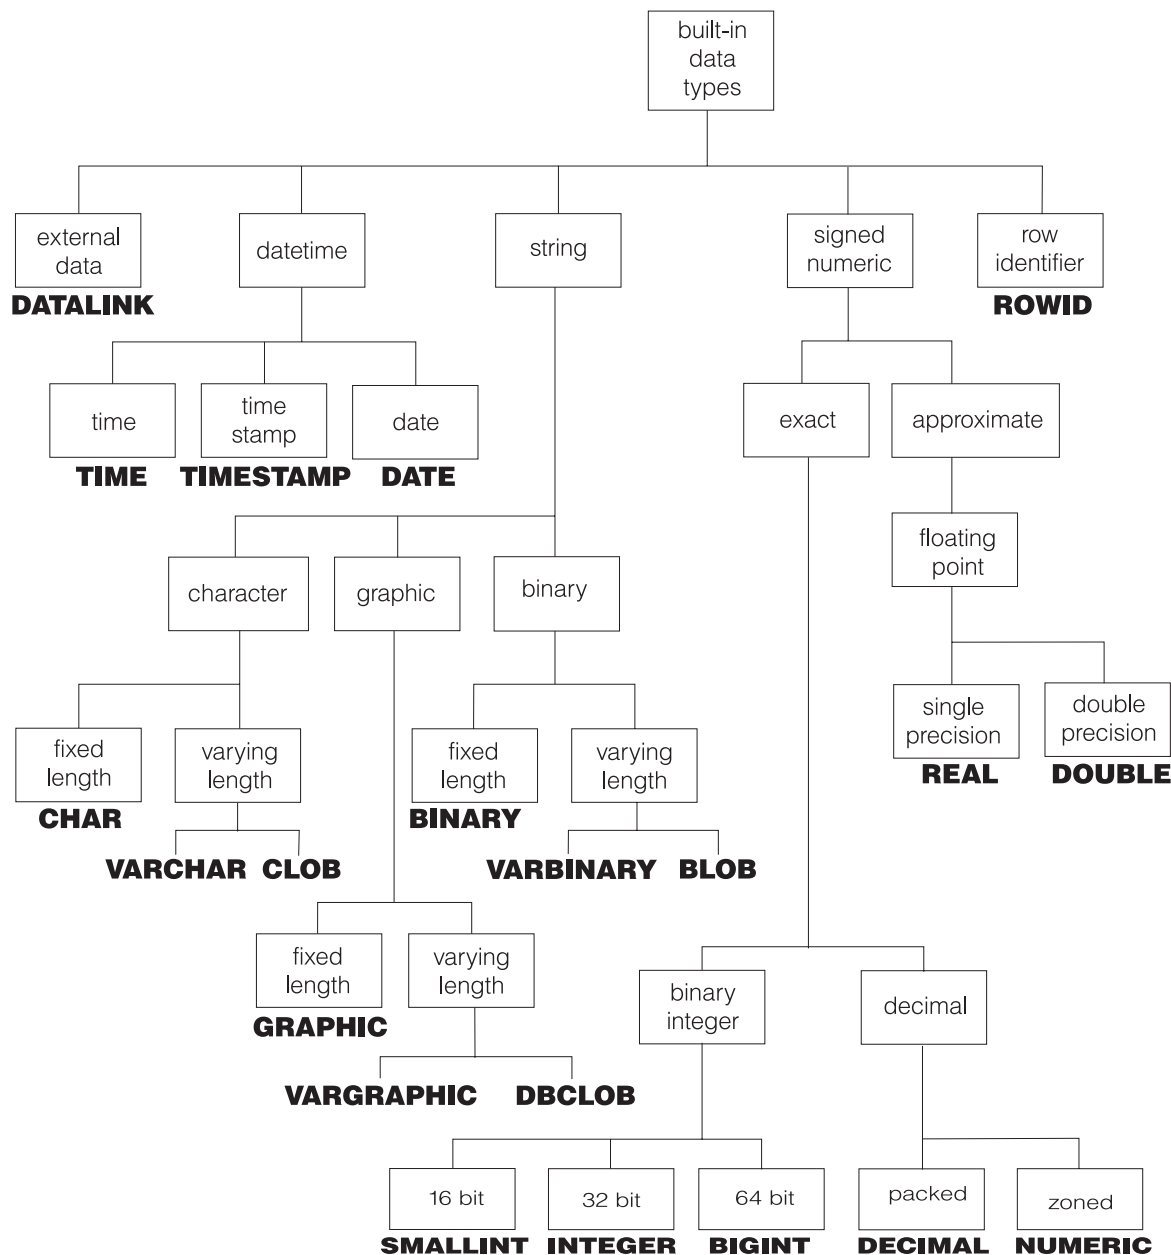 built-in
data
types
external
data
DATALINK
datetime
string
signed
numeric
row
identifier
ROWID
time
TIME
time
stamp
TIMESTAMP
date
DATE
exact
approximate
floating
point
character
graphic
binary
single
precision
REAL
double
precision
DOUBLE
fixed
length
CHAR
varying
length
VARCHAR CLOB
fixed
length
BINARY
varying
length
VARBINARY BLOB
fixed
length
GRAPHIC
varying
length
VARGRAPHIC DBCLOB
binary
integer
decimal
16 bit
SMALLINT
32 bit
INTEGER
64 bit
BIGINT
packed
DECIMAL
zoned
NUMERIC